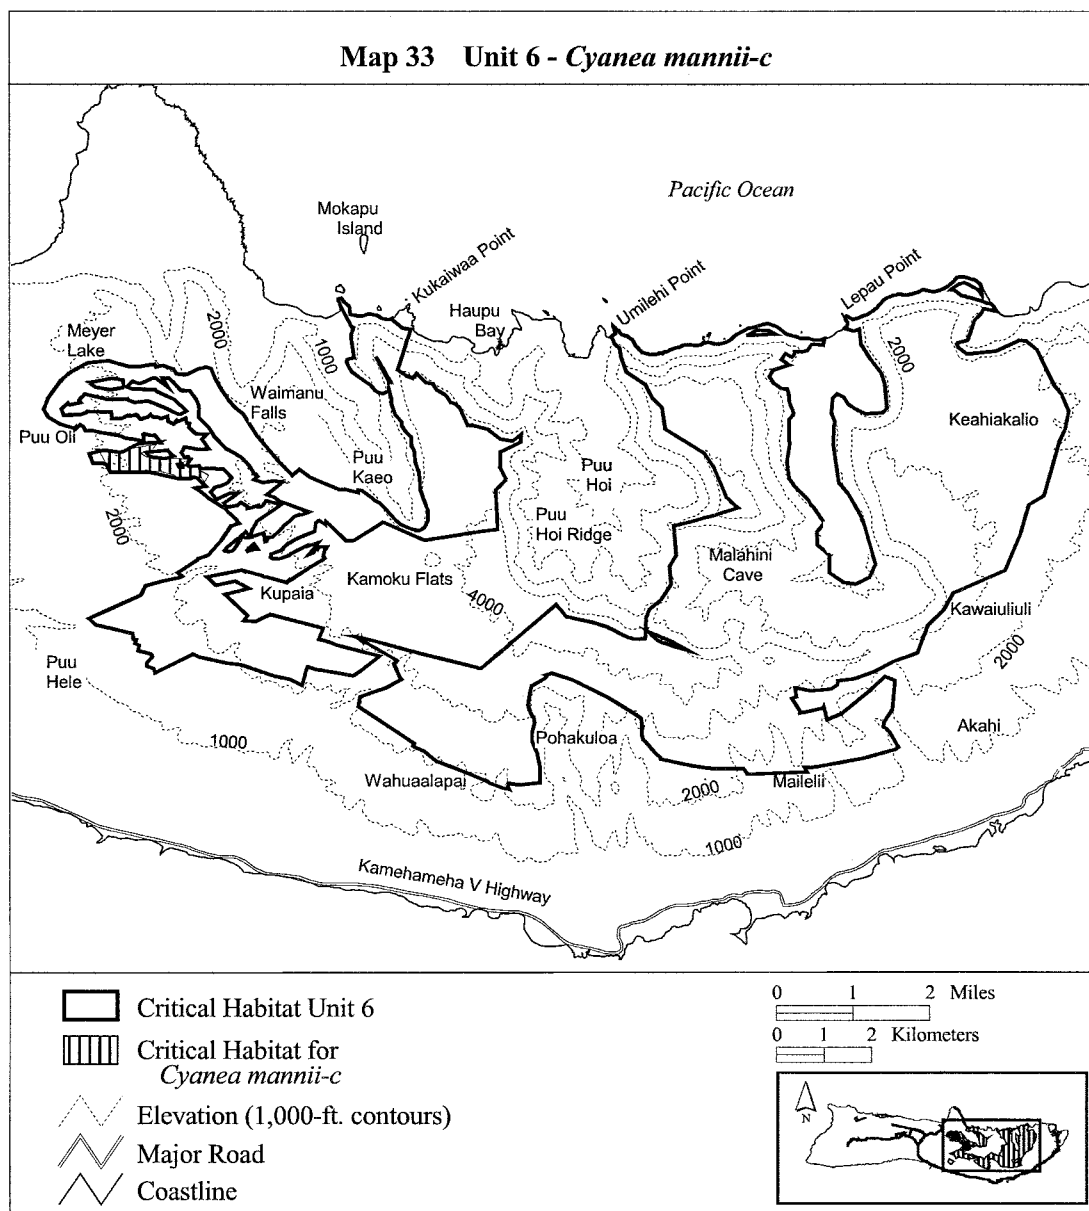 Map 33 Unit 6 - Cyanea mannii-c
Pacific Ocean
Mokapu
Island
Kukaiwaa Point
Haupu
Bay
Umilehi Point
Lepau Point
Meyer
Lake
2000
1000
2000
Waimanu
Falls
Puu Olii
Keahiakalio
Puu
Kaeo
Puu
Hoi
Puu
Hoi Ridge
2000
Malahini
Cave
Kamoku Flats
Kupaia
4000
Kawaiuliuli
2000
Puu
Hele
1000
Pohakuloa
Akahi
Wahuaalapai
Mailelii
2000
1000
Kamehameha V Highway
Critical Habitat Unit 6
Critical Habitat for
Cyanea mannii-c
Elevation (1,000-ft. contours)
Major Road
Coastline
0 1 2 Miles
0 1 2 Kilometers
N